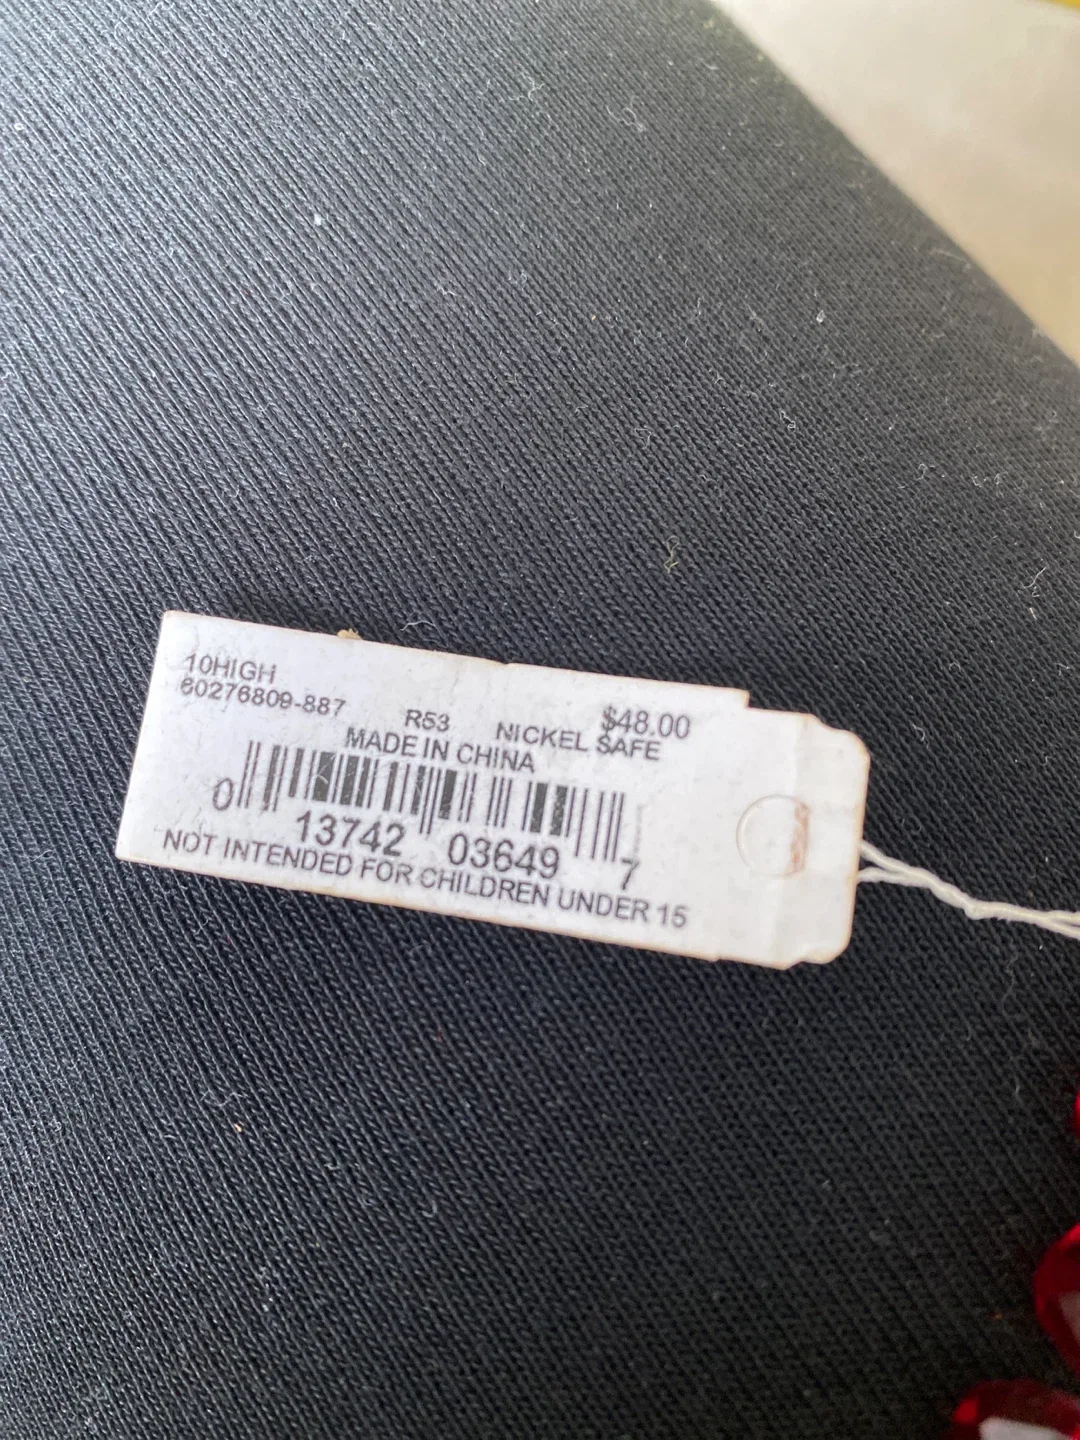 10HIGH
60276809-887
$48.00
R53 NICKEL SAFE
MADE IN CHINA
0 13742 03649 7
NOT INTENDED FOR CHILDREN UNDER 15